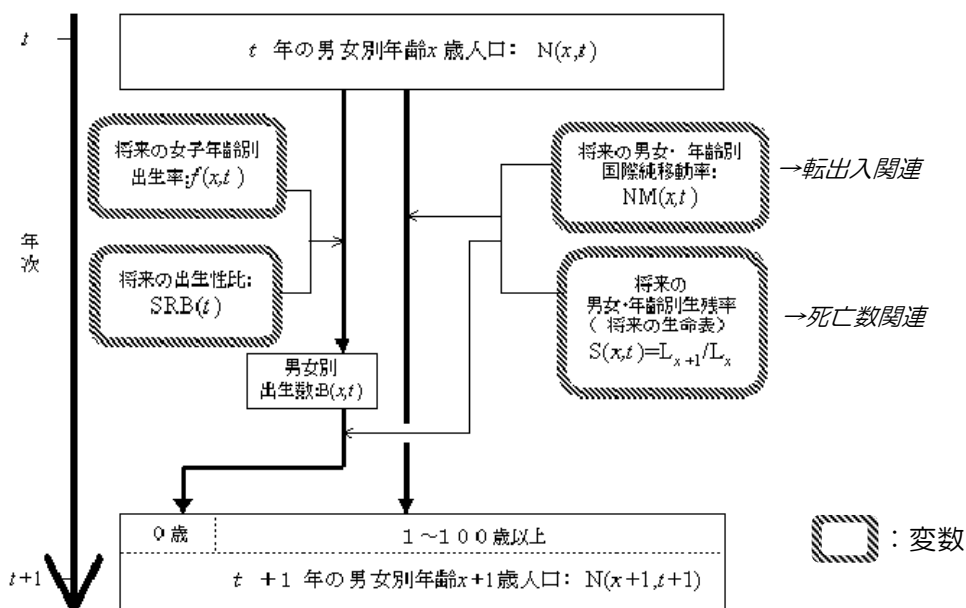 t
t 年の男女別年齢x 歳人口： N(x,t)
将来の女子年齢別
出生率:f(x,t)
将来の男女・年齢別
国際純移動率：
NM(x,t)
→転出入関連
年次
将来の出生性比：
SRB(t)
将来の
男女・年齢別生残率
（将来の生命表）
S(x,t)=Lx+1/Lx
→死亡数関連
男女別
出生数:B(x,t)
0歳
1～100歳以上
：変数
t+1
t +1 年の男女別年齢x+1歳人口： N(x+1,t+1)